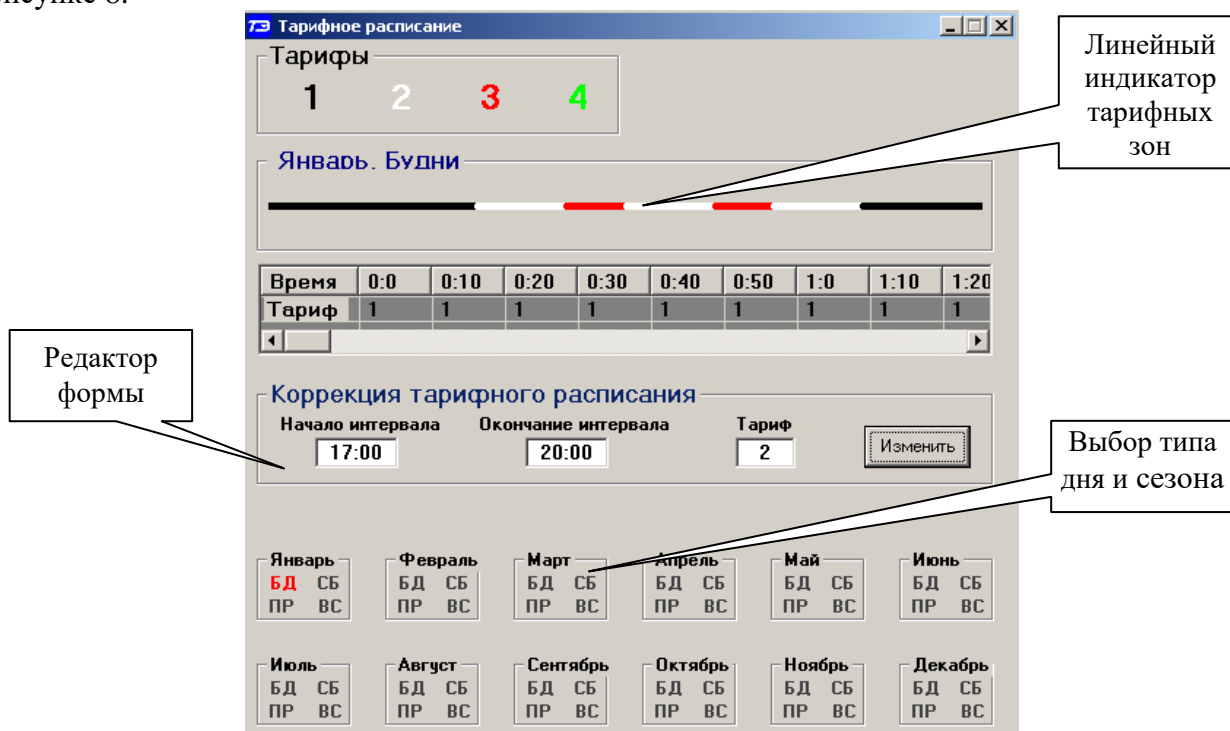 исунке 8.
ТЭ Тарифное расписание
Тарифы
1 2 3 4
Линейный
индикатор
тарифных
зон
Январь. Будни
Время 0:0 0:10 0:20 0:30 0:40 0:50 1:0 1:10 1:20
Тариф 1 1 1 1 1 1 1 1 1
Редактор
формы
Коррекция тарифного расписания
Начало интервала Окончание интервала Тариф
17:00 20:00 2 Изменить
Выбор типа
дня и сезона
Январь Февраль Март Апрель Май Июнь
БД СБ БД СБ БД СБ БД СБ БД СБ БД СБ
ПР ВС ПР ВС ПР ВС ПР ВС ПР ВС ПР ВС
Июль Август Сентябрь Октябрь Ноябрь Декабрь
БД СБ БД СБ БД СБ БД СБ БД СБ БД СБ
ПР ВС ПР ВС ПР ВС ПР ВС ПР ВС ПР ВС